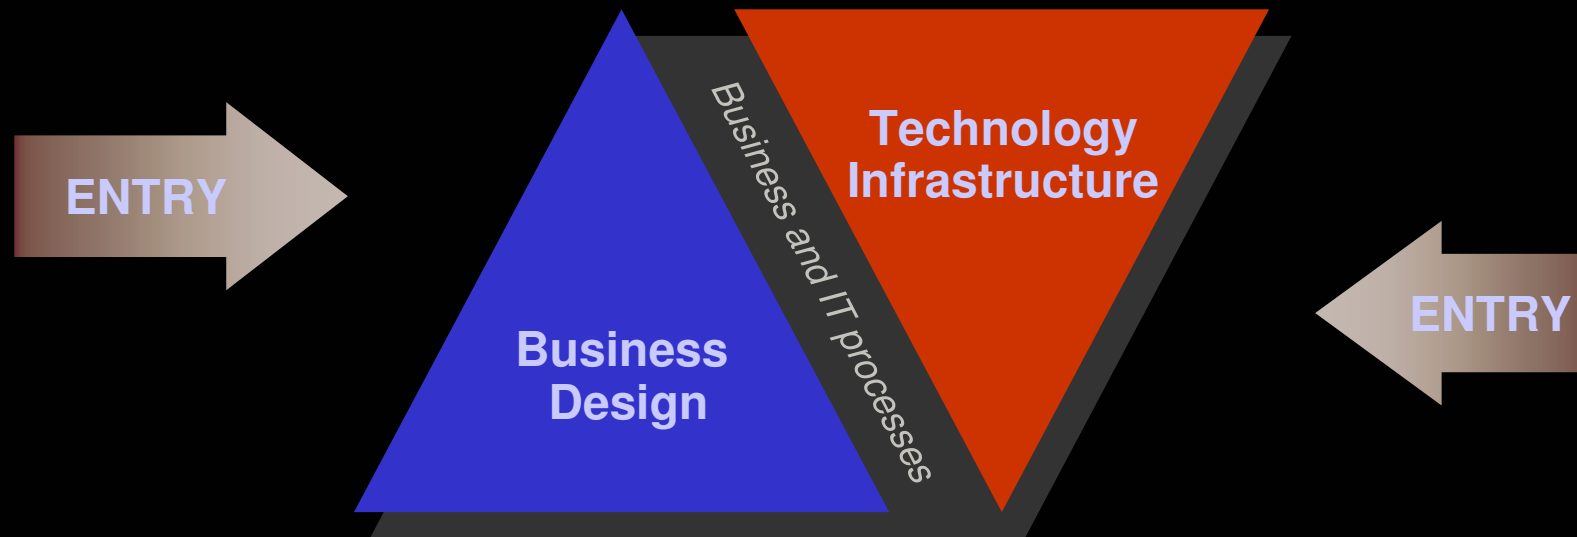 ENTRY
Business
Design
Business and IT processes
Technology
Infrastructure
ENTRY